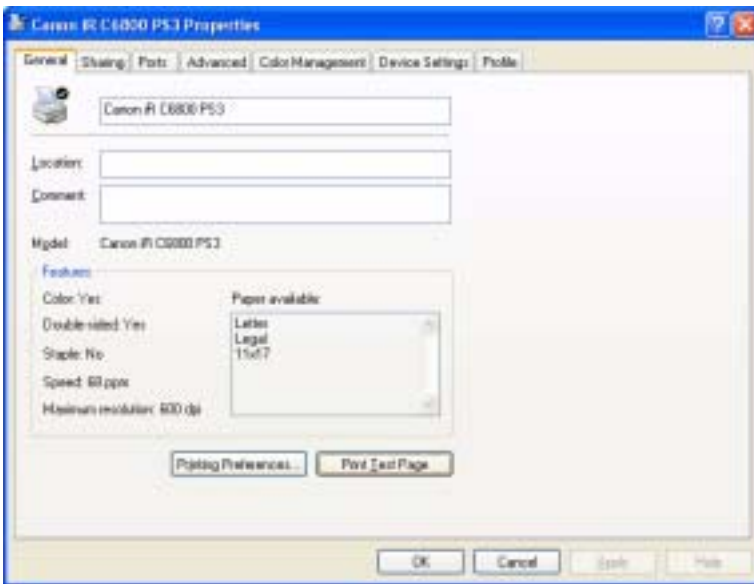 Canon iR C6800 PS3 Properties
General Sharing Ports Advanced Color Management Device Settings Profile
Canon iR C6800 PS3
Location:
Comment:
Model: Canon iR C6800 PS3
Features
Color: Yes Paper available:
Double-sided: Yes Letter
Legal
Staple: No 11x17
Speed: 68 ppm
Maximum resolution: 600 dpi
Printing Preferences... Print Test Page
OK Cancel Apply Help